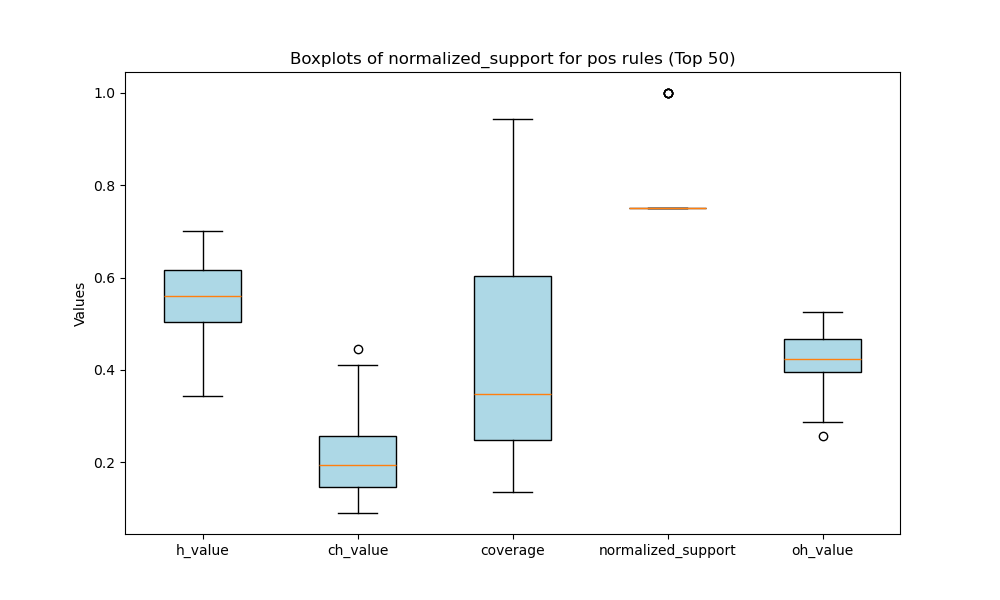 Boxplots of normalized_support for pos rules (Top 50)
Values
1.0
0.8
0.6
0.4
0.2
h_value
ch_value
coverage
normalized_support
oh_value